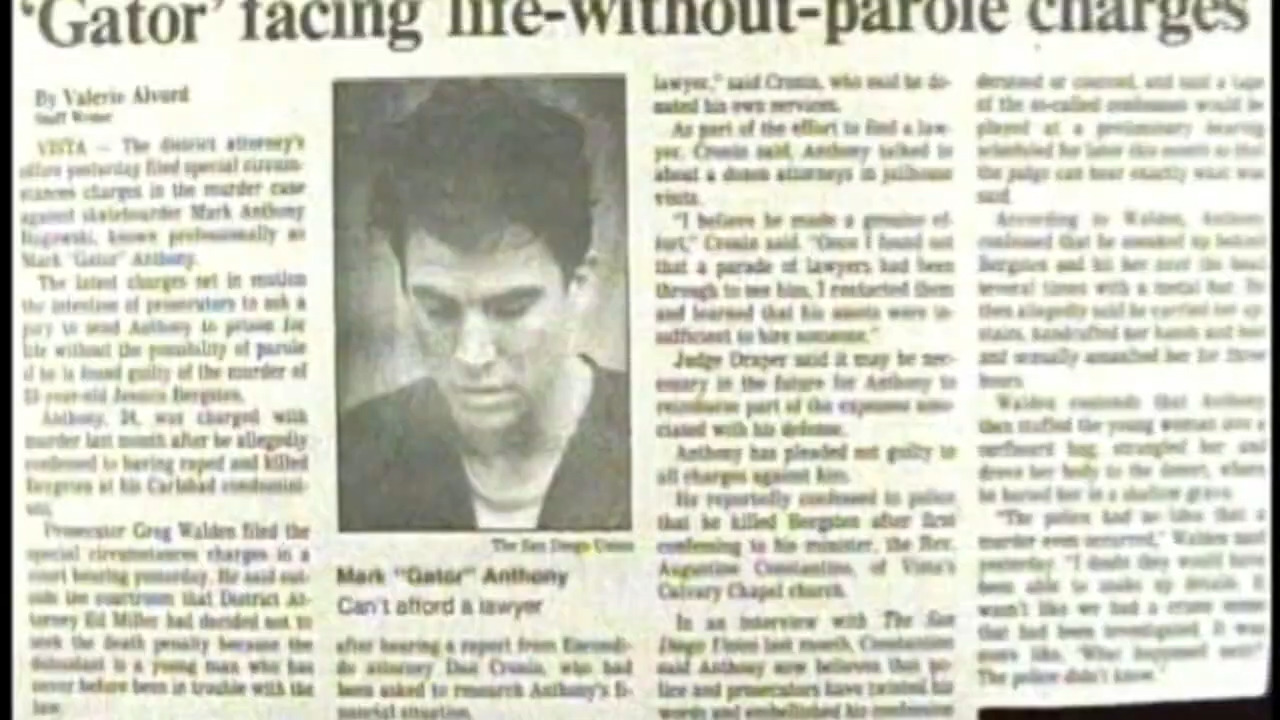 'Gator' facing life-without-parole charges
By Valerie Alvord
Staff Writer
VISTA — The district attorney's
office yesterday filed special circum-
stances charges in the murder case
against skateboarder Mark Anthony
Rogowski, known professionally as
Mark "Gator" Anthony.
The latest charges set in motion
the intention of prosecutors to ask a
jury to send Anthony to prison for
life without the possibility of parole
if he is found guilty of the murder of
year-old Jessica Bergsten.
Anthony, 24, was charged with
murder last month after he allegedly
confessed to having raped and killed
Bergsten at his Carlsbad condomini-
um.
Prosecutor Greg Walden filed the
special circumstances charges in a
court hearing yesterday. He said out-
side the courtroom that District At-
torney Ed Miller had decided not to
seek the death penalty because the
defendant is a young man who has
never before been in trouble with the
law.
The San Diego Union
Mark "Gator" Anthony
Can't afford a lawyer
after hearing a report from Escondi-
do attorney Dan Cronin, who had
been asked to research Anthony's fi-
nancial situation.
lawyer," said Cronin, who said he do-
nated his own services.
As part of the effort to find a law-
yer, Cronin said, Anthony talked to
about a dozen attorneys in jailhouse
visits.
"I believe he made a genuine ef-
fort," Cronin said. "Once I found out
that a parade of lawyers had been
through to see him, I contacted them
and learned that his assets were in-
sufficient to hire someone."
Judge Draper said it may be nec-
essary in the future for Anthony to
reimburse part of the expenses asso-
ciated with his defense.
Anthony has pleaded not guilty to
all charges against him.
He reportedly confessed to police
that he killed Bergsten after first
confessing to his minister, the Rev.
Augustine Constantino, of Vista's
Calvary Chapel church.
In an interview with The San
Diego Union last month, Constantino
said Anthony now believes that po-
lice and prosecutors have twisted his
words and embellished his confession
or coerced, and said a tape
of the so-called confession would be
played at a preliminary hearing
scheduled for later this month so that
the judge can hear exactly what was
said.
According to Walden, Anthony
confessed that he sneaked up behind
Bergsten and hit her over the head
several times with a metal bar. He
then allegedly said he carried her up-
stairs, handcuffed her hands and feet
and sexually assaulted her for three
hours.
Walden contends that Anthony
then stuffed the young woman into a
surfboard bag, strangled her and
drove her body to the desert, where
he buried her in a shallow grave.
"The police had no idea that a
murder even occurred," Walden said
yesterday. "I doubt they would have
been able to make up details. It
wasn't like we had a crime scene
that had been investigated. It was
more like, 'What happened next?'
The police didn't know."